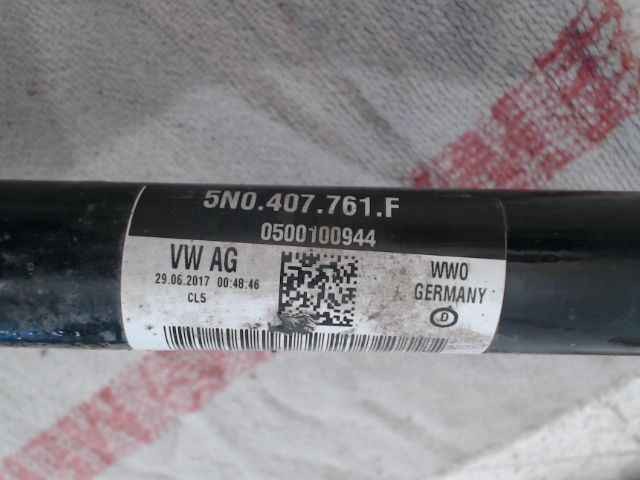 5N0.407.761.F
0500100944
VW AG
29.06.2017 00:48:46
CL5
WWO
GERMANY
D